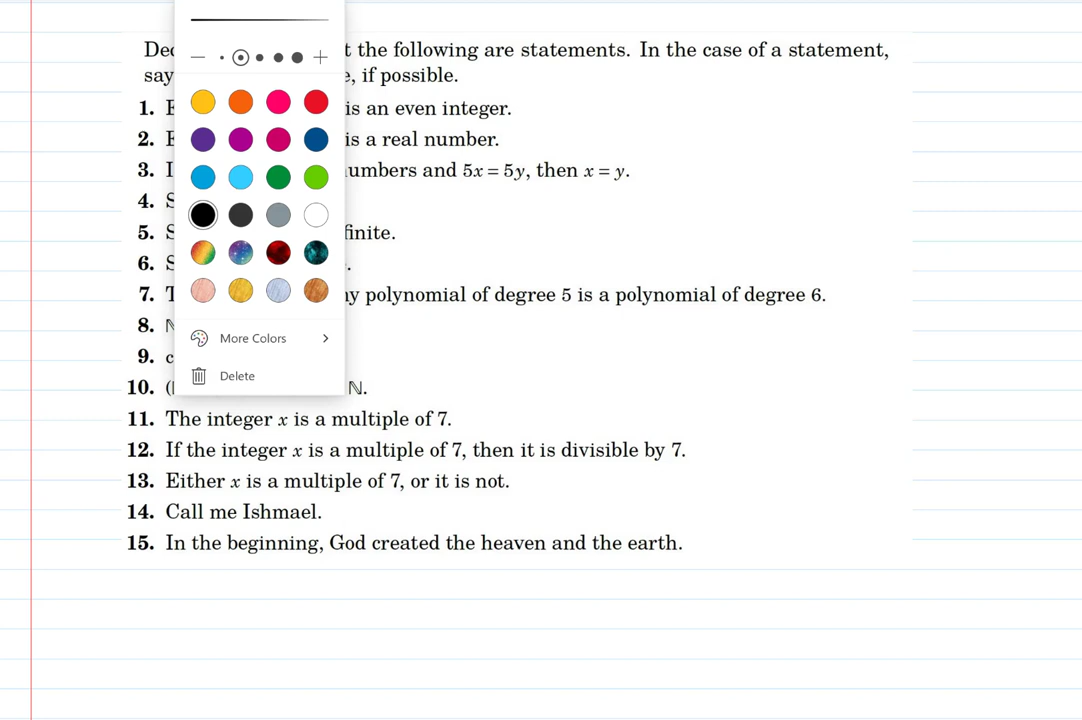 t the following are statements. In the case of a statement,
say e, if possible.
1. is an even integer.
2. is a real number.
3. numbers and 5x = 5y, then x = y.
4. S
5. S finite.
6. S .
7. T ny polynomial of degree 5 is a polynomial of degree 6.
8. ℕ
9. c
10. ( ℕ.
11. The integer x is a multiple of 7.
12. If the integer x is a multiple of 7, then it is divisible by 7.
13. Either x is a multiple of 7, or it is not.
14. Call me Ishmael.
15. In the beginning, God created the heaven and the earth.
More Colors
Delete